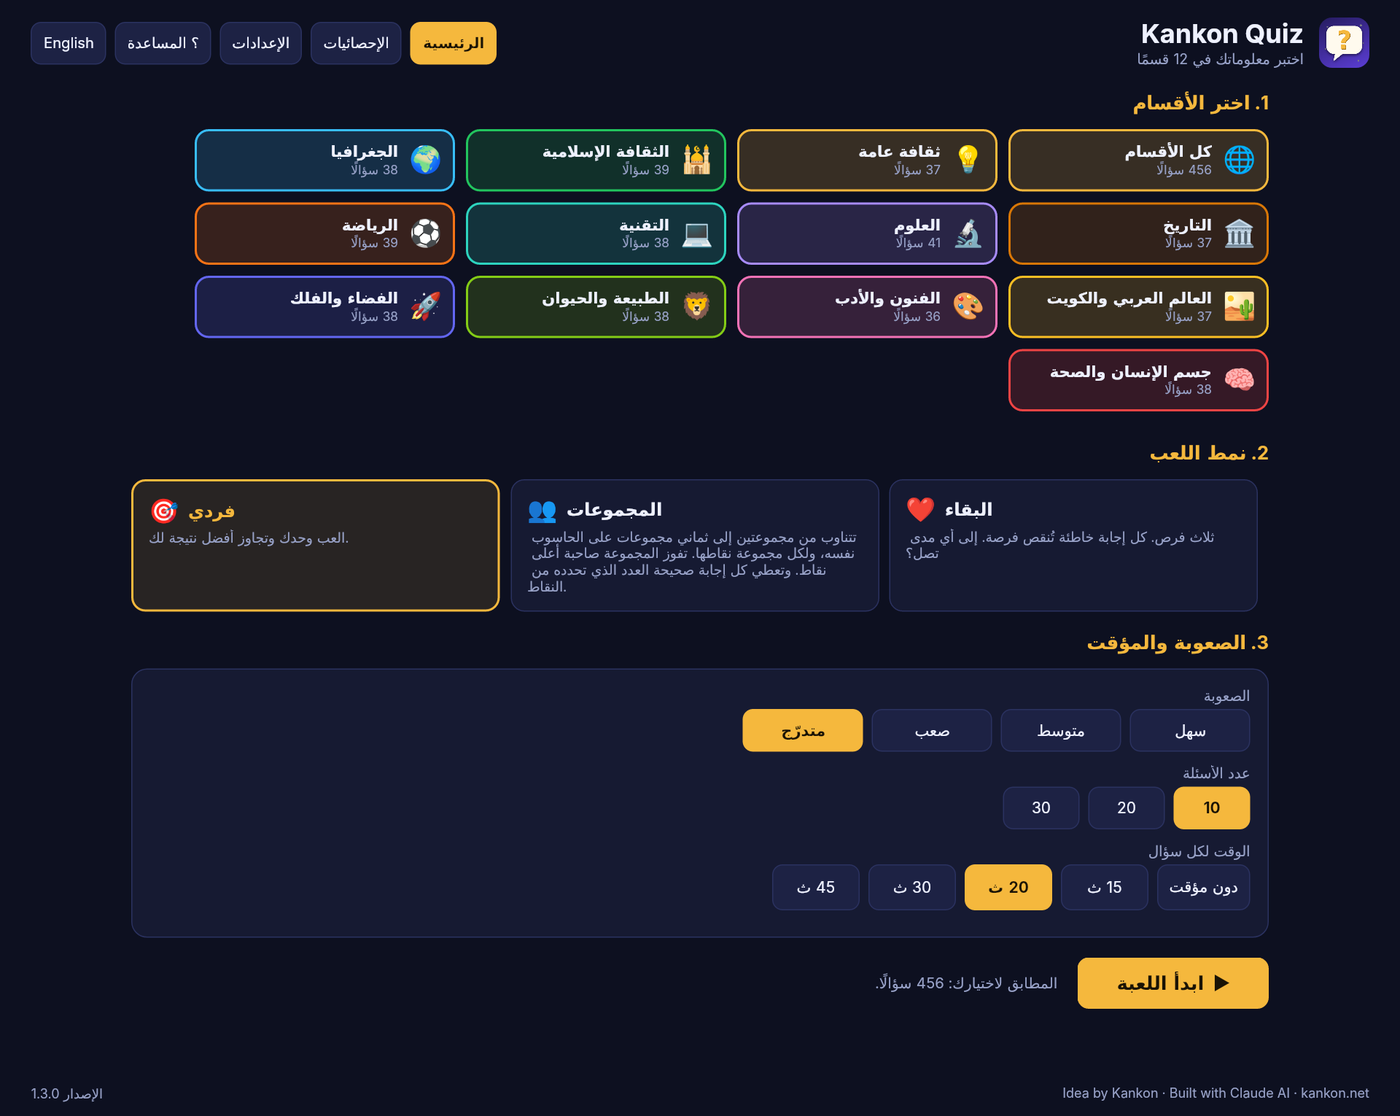 Kankon Quiz
اختبر معلوماتك في 12 قسمًا
الرئيسية
الإحصائيات
الإعدادات
؟ المساعدة
English
1. اختر الأقسام
كل الأقسام
456 سؤالًا
ثقافة عامة
37 سؤالًا
الثقافة الإسلامية
39 سؤالًا
الجغرافيا
38 سؤالًا
التاريخ
37 سؤالًا
العلوم
41 سؤالًا
التقنية
38 سؤالًا
الرياضة
39 سؤالًا
العالم العربي والكويت
37 سؤالًا
الفنون والأدب
36 سؤالًا
الطبيعة والحيوان
38 سؤالًا
الفضاء والفلك
38 سؤالًا
جسم الإنسان والصحة
38 سؤالًا
2. نمط اللعب
البقاء
ثلاث فرص. كل إجابة خاطئة تُنقص فرصة. إلى أي مدى
تصل؟
المجموعات
تتناوب من مجموعتين إلى ثماني مجموعات على الحاسوب
نفسه، ولكل مجموعة نقاطها. تفوز المجموعة صاحبة أعلى
نقاط. وتعطي كل إجابة صحيحة العدد الذي تحدده من
النقاط.
فردي
العب وحدك وتجاوز أفضل نتيجة لك.
3. الصعوبة والمؤقت
الصعوبة
سهل
متوسط
صعب
متدرّج
عدد الأسئلة
10
20
30
الوقت لكل سؤال
دون مؤقت
15 ث
20 ث
30 ث
45 ث
ابدأ اللعبة
المطابق لاختيارك: 456 سؤالًا.
Idea by Kankon · Built with Claude AI · kankon.net
الإصدار 1.3.0